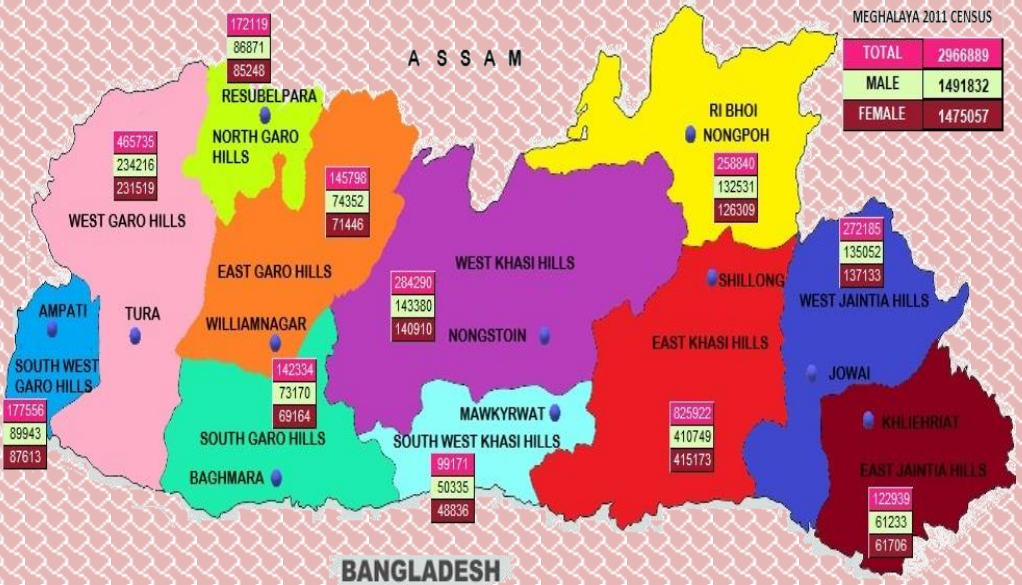 MEGHALAYA 2011 CENSUS
TOTAL 2966889
MALE 1491832
FEMALE 1475057
A S S A M
172119
86871
85248
RESUBELPARA
NORTH GARO
HILLS
RI BHOI
NONGPOH
258840
132531
126309
465735
234216
231519
WEST GARO HILLS
TURA
145798
74352
71446
EAST GARO HILLS
WILLIAMNAGAR
WEST KHASI HILLS
284290
143380
140910
NONGSTOIN
SHILLONG
EAST KHASI HILLS
825922
410749
415173
272185
135052
137133
WEST JAINTIA HILLS
JOWAI
AMPATI
SOUTH WEST
GARO HILLS
177556
89943
87613
142334
73170
69164
SOUTH GARO HILLS
BAGHMARA
MAWKYRWAT
SOUTH WEST KHASI HILLS
99171
50335
48836
KHLIEHRIAT
EAST JAINTIA HILLS
122939
61233
61706
BANGLADESH